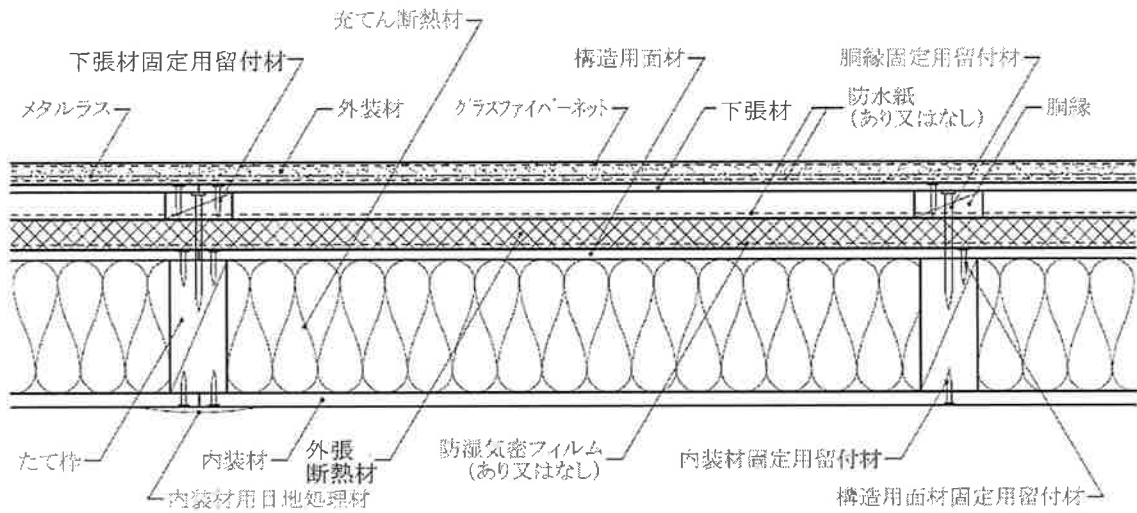 充てん断熱材
下張材固定用留付材
構造用面材
胴縁固定用留付材
メタルラス
外装材
グラスファイバーネット
下張材
防水紙
(あり又はなし)
胴縁
たて枠
内装材
外張
断熱材
防湿気密フィルム
(あり又はなし)
内装材固定用留付材
内装材用目地処理材
構造用面材固定用留付材